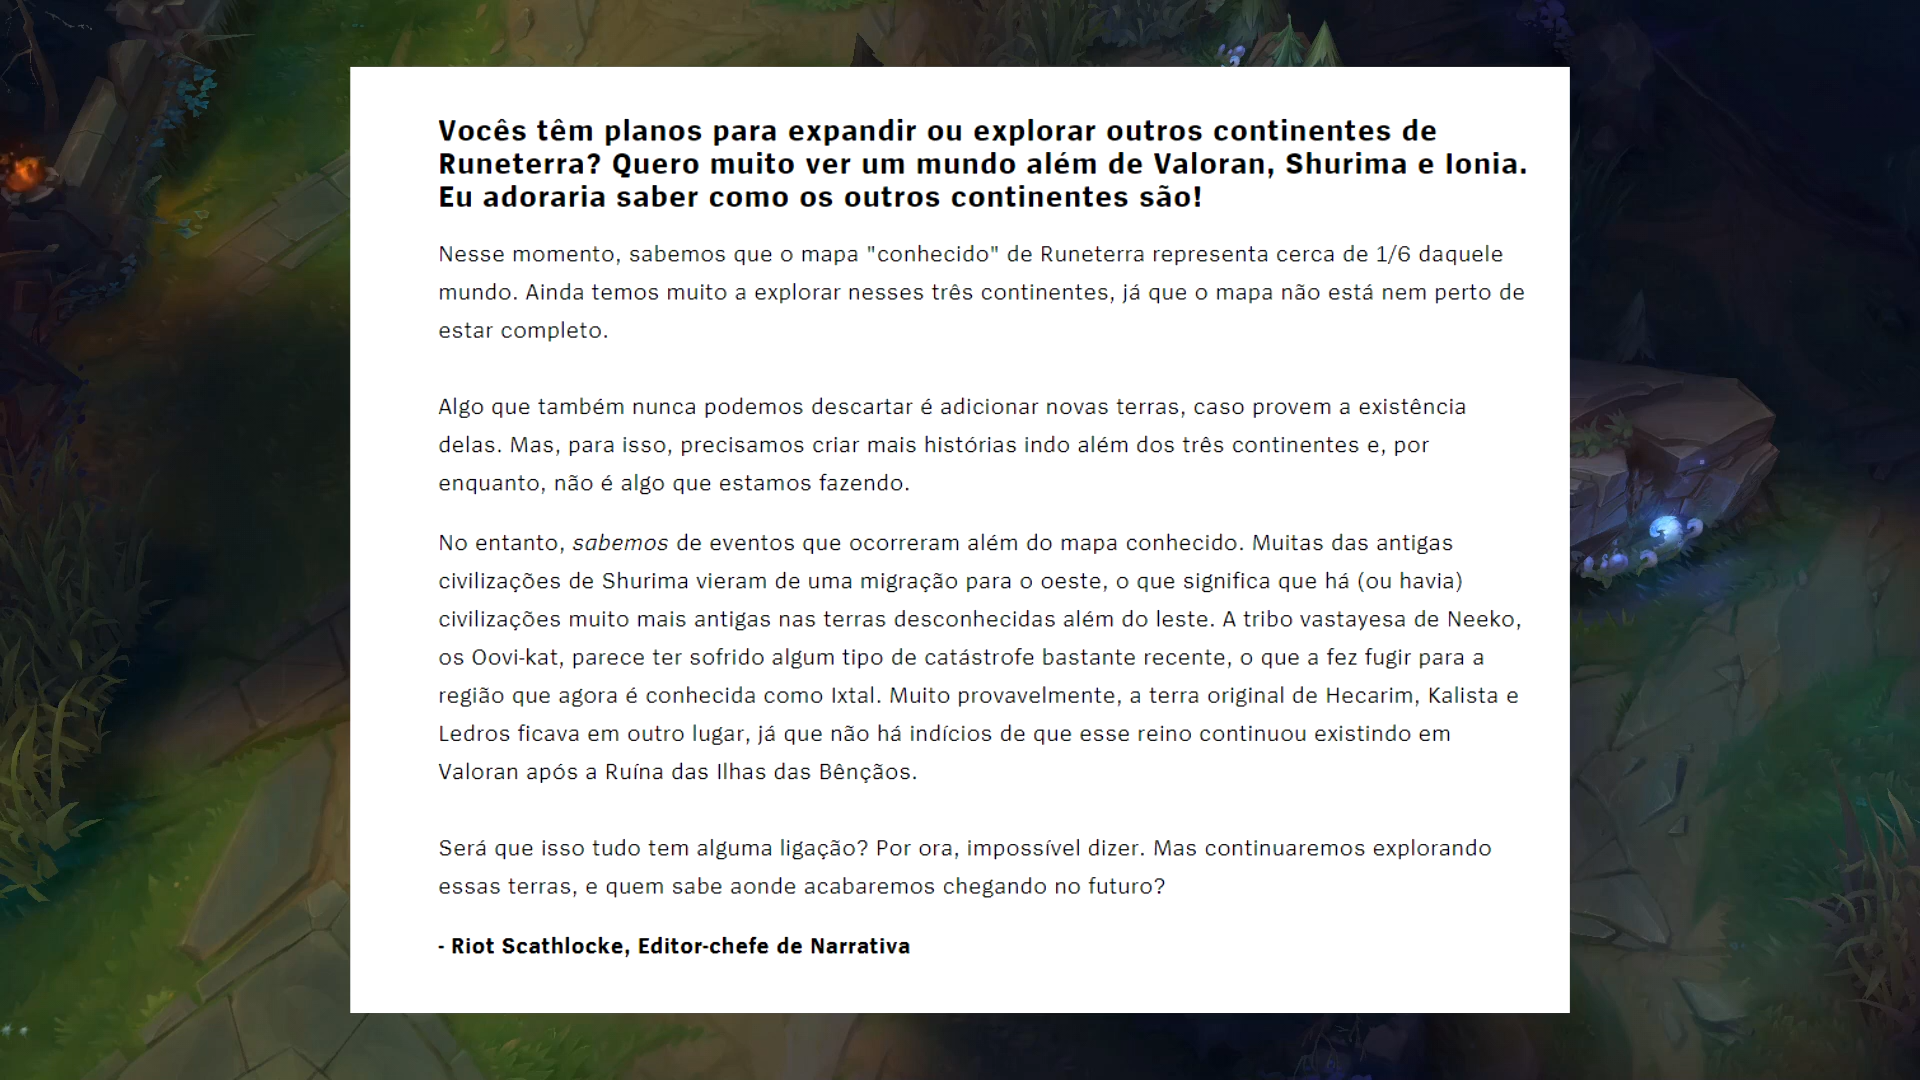 Vocês têm planos para expandir ou explorar outros continentes de
Runeterra? Quero muito ver um mundo além de Valoran, Shurima e Ionia.
Eu adoraria saber como os outros continentes são!
Nesse momento, sabemos que o mapa "conhecido" de Runeterra representa cerca de 1/6 daquele
mundo. Ainda temos muito a explorar nesses três continentes, já que o mapa não está nem perto de
estar completo.
Algo que também nunca podemos descartar é adicionar novas terras, caso provem a existência
delas. Mas, para isso, precisamos criar mais histórias indo além dos três continentes e, por
enquanto, não é algo que estamos fazendo.
No entanto, sabemos de eventos que ocorreram além do mapa conhecido. Muitas das antigas
civilizações de Shurima vieram de uma migração para o oeste, o que significa que há (ou havia)
civilizações muito mais antigas nas terras desconhecidas além do leste. A tribo vastayesa de Neeko,
os Oovi-kat, parece ter sofrido algum tipo de catástrofe bastante recente, o que a fez fugir para a
região que agora é conhecida como Ixtal. Muito provavelmente, a terra original de Hecarim, Kalista e
Ledros ficava em outro lugar, já que não há indícios de que esse reino continuou existindo em
Valoran após a Ruína das Ilhas das Bênçãos.
Será que isso tudo tem alguma ligação? Por ora, impossível dizer. Mas continuaremos explorando
essas terras, e quem sabe aonde acabaremos chegando no futuro?
- Riot Scathlocke, Editor-chefe de Narrativa